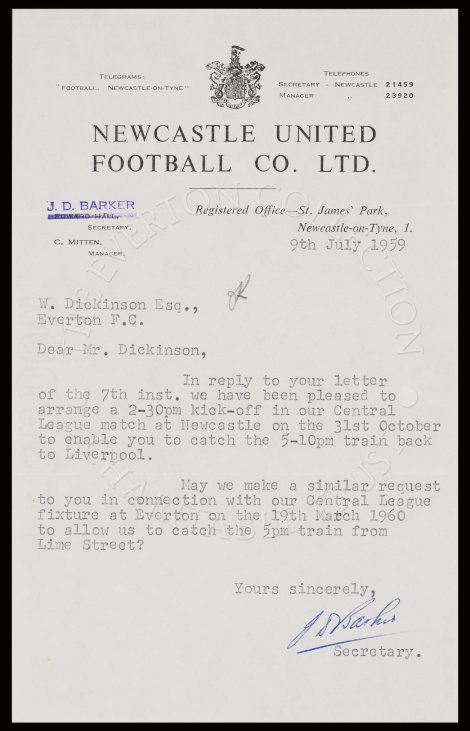 TELEGRAMS:
"FOOTBALL, NEWCASTLE-ON-TYNE"
TELEPHONES
SECRETARY - NEWCASTLE 21459
MANAGER " 23920
NEWCASTLE UNITED
FOOTBALL CO. LTD.
J. D. BARKER
EDWARD HALL,
SECRETARY.
C. MITTEN,
MANAGER.
Registered Office—St. James' Park,
Newcastle-on-Tyne, 1.
9th July 1959
OK
W. Dickinson Esq.,
Everton F.C.
Dear Mr. Dickinson,
In reply to your letter
of the 7th inst. we have been pleased to
arrange a 2-30pm kick-off in our Central
League match at Newcastle on the 31st October
to enable you to catch the 5-10pm train back
to Liverpool.
May we make a similar request
to you in connection with our Central League
fixture at Everton on the 19th March 1960
to allow us to catch the 5pm train from
Lime Street?
Yours sincerely,
J D Barker
Secretary.